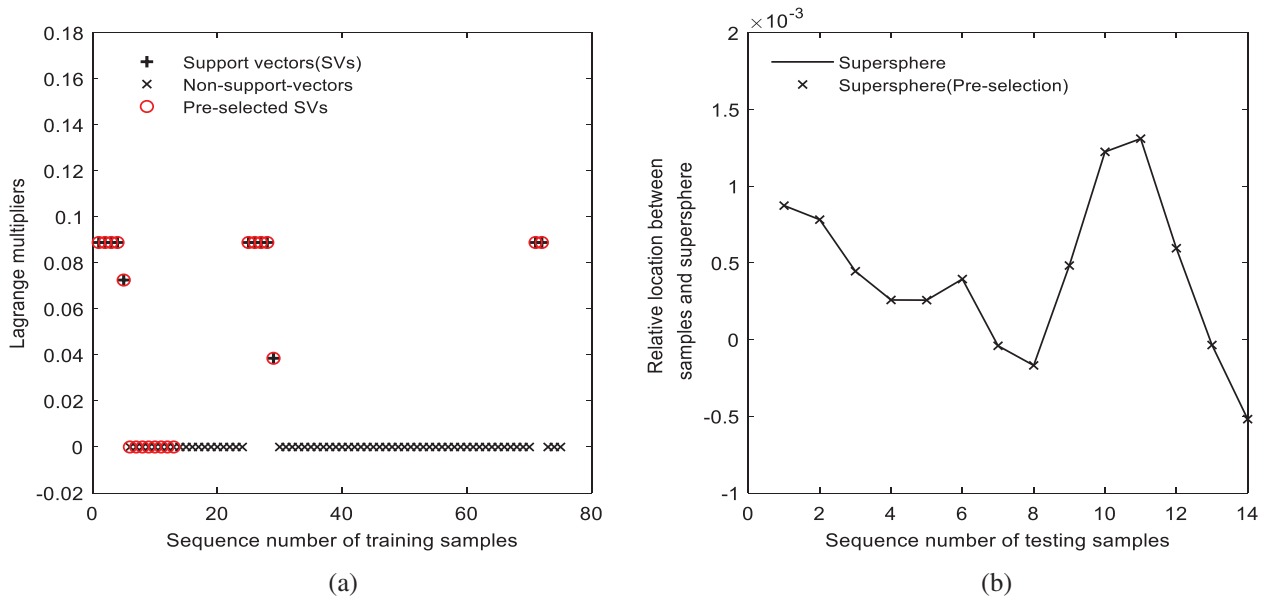 0.18
0.16
0.14
0.12
0.1
0.08
0.06
0.04
0.02
0
-0.02
0 20 40 60 80
Lagrange multipliers
Sequence number of training samples
Support vectors(SVs)
Non-support-vectors
Pre-selected SVs
(a)
×10⁻³
2
1.5
1
0.5
0
-0.5
-1
0 2 4 6 8 10 12 14
Relative location between
samples and supersphere
Sequence number of testing samples
Supersphere
Supersphere(Pre-selection)
(b)